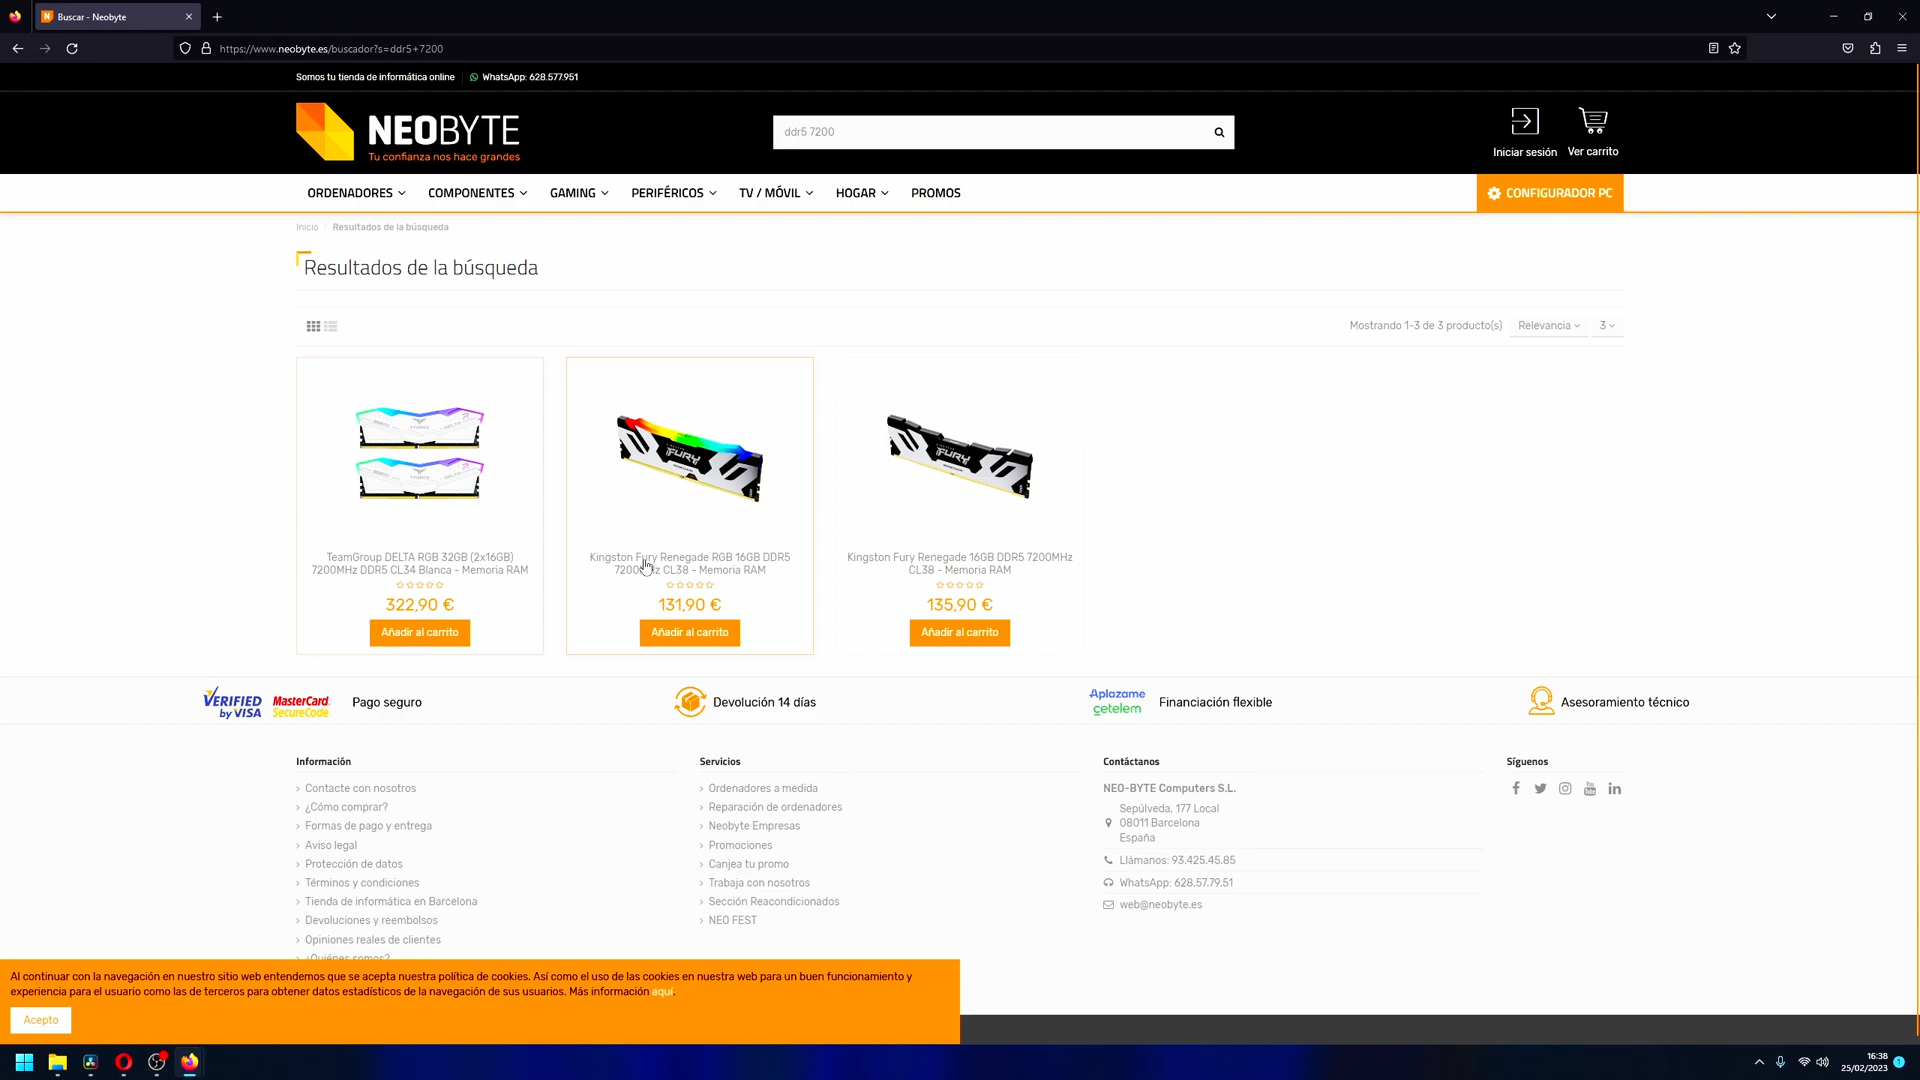 Buscar - Neobyte
https://www.neobyte.es/buscador?s=ddr5+7200
Somos tu tienda de informática online
WhatsApp: 628.577.951
NEOBYTE
Tu confianza nos hace grandes
ddr5 7200
Iniciar sesión
Ver carrito
ORDENADORES
COMPONENTES
GAMING
PERIFÉRICOS
TV / MÓVIL
HOGAR
PROMOS
CONFIGURADOR PC
Inicio / Resultados de la búsqueda
Resultados de la búsqueda
Mostrando 1-3 de 3 producto(s)
Relevancia
3
FURY
FURY
TeamGroup DELTA RGB 32GB (2x16GB)
7200MHz DDR5 CL34 Blanca - Memoria RAM
322,90 €
Añadir al carrito
Kingston Fury Renegade RGB 16GB DDR5
7200MHz CL38 - Memoria RAM
131,90 €
Añadir al carrito
Kingston Fury Renegade 16GB DDR5 7200MHz
CL38 - Memoria RAM
135,90 €
Añadir al carrito
VERIFIED
by VISA
MasterCard.
SecureCode.
Pago seguro
Devolución 14 días
Aplazame
cetelem
Financiación flexible
Asesoramiento técnico
Información
Contacte con nosotros
¿Cómo comprar?
Formas de pago y entrega
Aviso legal
Protección de datos
Términos y condiciones
Tienda de informática en Barcelona
Devoluciones y reembolsos
Opiniones reales de clientes
¿Quiénes somos?
Servicios
Ordenadores a medida
Reparación de ordenadores
Neobyte Empresas
Promociones
Canjea tu promo
Trabaja con nosotros
Sección Reacondicionados
NEO FEST
Contáctanos
NEO-BYTE Computers S.L.
Sepúlveda, 177 Local
08011 Barcelona
España
Llámanos: 93.425.45.85
WhatsApp: 628.57.79.51
web@neobyte.es
Síguenos
Al continuar con la navegación en nuestro sitio web entendemos que se acepta nuestra política de cookies. Así como el uso de las cookies en nuestra web para un buen funcionamiento y
experiencia para el usuario como las de terceros para obtener datos estadísticos de la navegación de sus usuarios. Más información aquí.
Acepto
16:38
25/02/2023
1